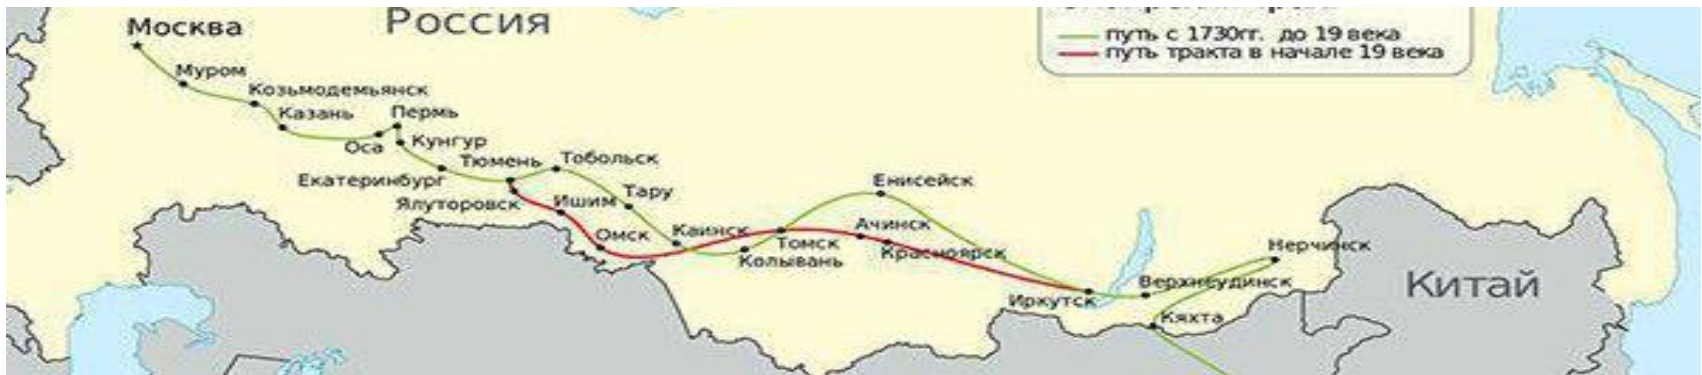 Россия
Москва
путь с 1730гг. до 19 века
путь тракта в начале 19 века
Муром
Козьмодемьянск
Казань
Пермь
Оса
Кунгур
Тюмень
Тобольск
Екатеринбург
Ялуторовск
Ишим
Тару
Енисейск
Омск
Каинск
Томск
Ачинск
Колывань
Красноярск
Нерчинск
Иркутск
Верхнеудинск
Китай
Кяхта